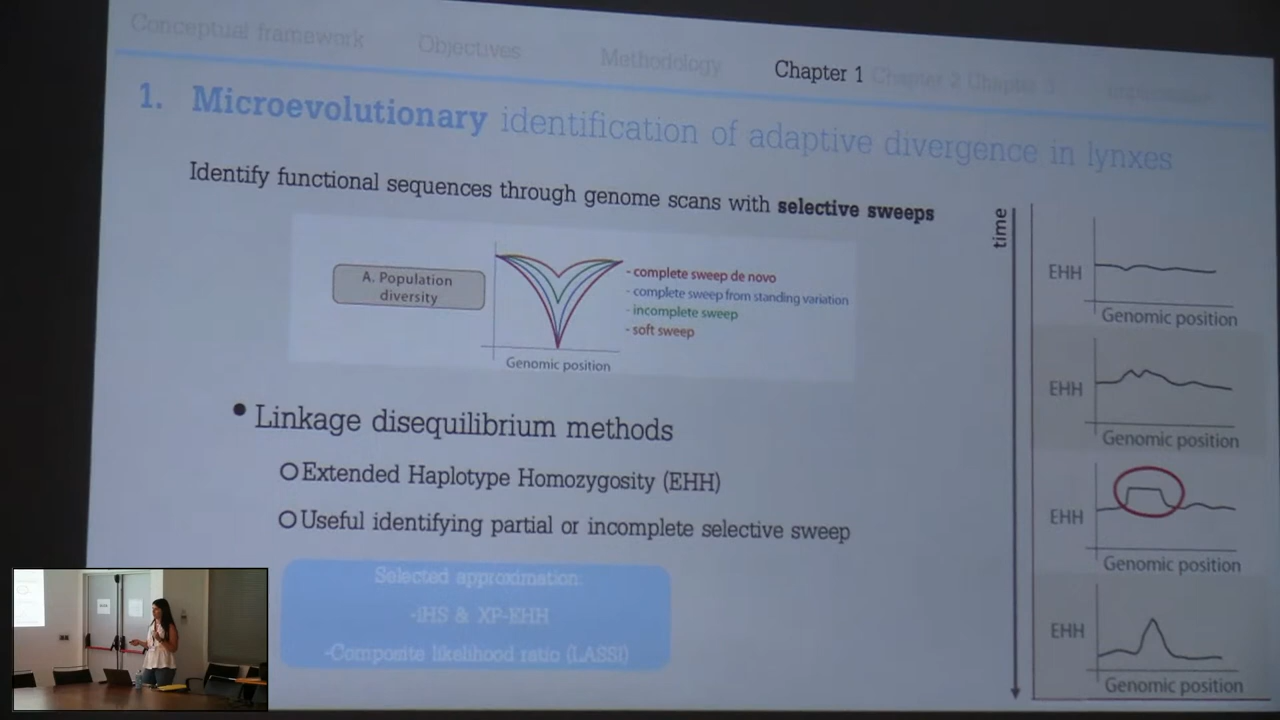 Conceptual framework Objectives Methodology Chapter 1 Chapter 2 Chapter 3
1. Microevolutionary identification of adaptive divergence in lynxes
Identify functional sequences through genome scans with selective sweeps
A. Population
diversity
- complete sweep de novo
- complete sweep from standing variation
- incomplete sweep
- soft sweep
Genomic position
• Linkage disequilibrium methods
Extended Haplotype Homozygosity (EHH)
Useful identifying partial or incomplete selective sweep
Selected approximation:
-iHS & XP-EHH
-Composite likelihood ratio (LASSI)
time
EHH
Genomic position
EHH
Genomic position
EHH
Genomic position
EHH
Genomic position